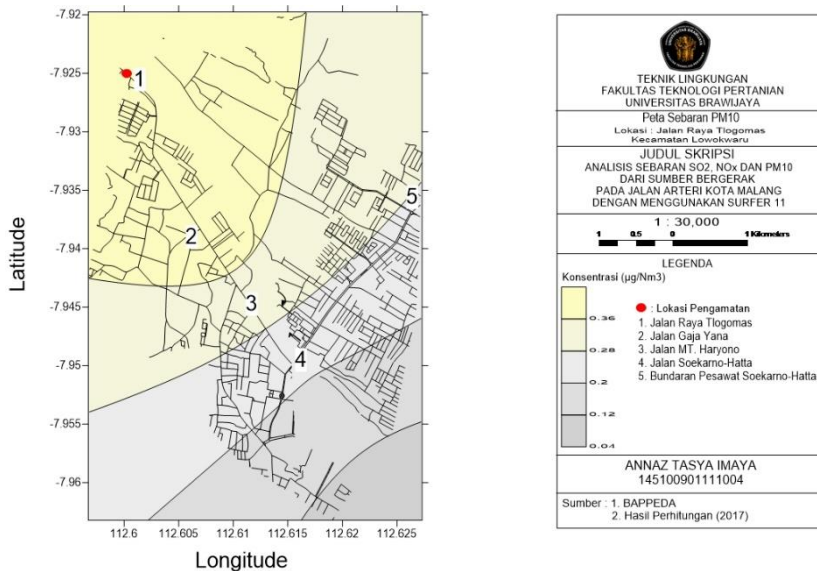 -7.92
-7.925
-7.93
-7.935
-7.94
-7.945
-7.95
-7.955
-7.96
Latitude
1
2
3
4
5
112.6 112.605 112.61 112.615 112.62 112.625
Longitude
TEKNIK LINGKUNGAN
FAKULTAS TEKNOLOGI PERTANIAN
UNIVERSITAS BRAWIJAYA
Peta Sebaran PM10
Lokasi : Jalan Raya Tlogomas
Kecamatan Lowokwaru
JUDUL SKRIPSI
ANALISIS SEBARAN SO2, NOx DAN PM10
DARI SUMBER BERGERAK
PADA JALAN ARTERI KOTA MALANG
DENGAN MENGGUNAKAN SURFER 11
1 : 30,000
1 0.5 0 1 Kilometers
LEGENDA
Konsentrasi (µg/Nm3)
0.36
0.28
0.2
0.12
0.04
: Lokasi Pengamatan
1. Jalan Raya Tlogomas
2. Jalan Gaja Yana
3. Jalan MT. Haryono
4. Jalan Soekarno-Hatta
5. Bundaran Pesawat Soekarno-Hatta
ANNAZ TASYA IMAYA
145100901111004
Sumber : 1. BAPPEDA
2. Hasil Perhitungan (2017)